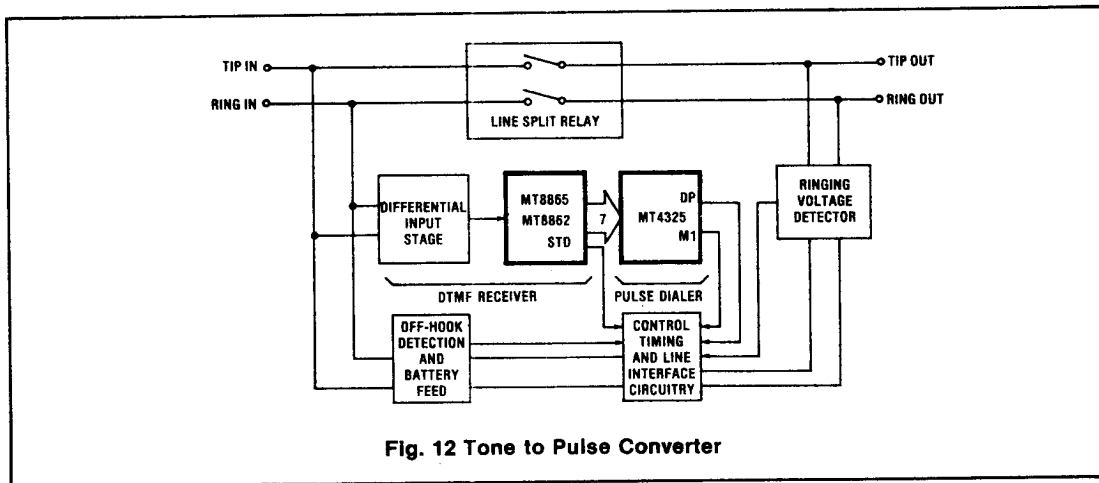 TIP IN
TIP OUT
RING IN
RING OUT
LINE SPLIT RELAY
DIFFERENTIAL
INPUT
STAGE
MT8865
MT8862
STD
7
MT4325
DP
M1
RINGING
VOLTAGE
DETECTOR
DTMF RECEIVER
PULSE DIALER
OFF-HOOK
DETECTION
AND
BATTERY
FEED
CONTROL
TIMING
AND LINE
INTERFACE
CIRCUITRY
Fig. 12 Tone to Pulse Converter